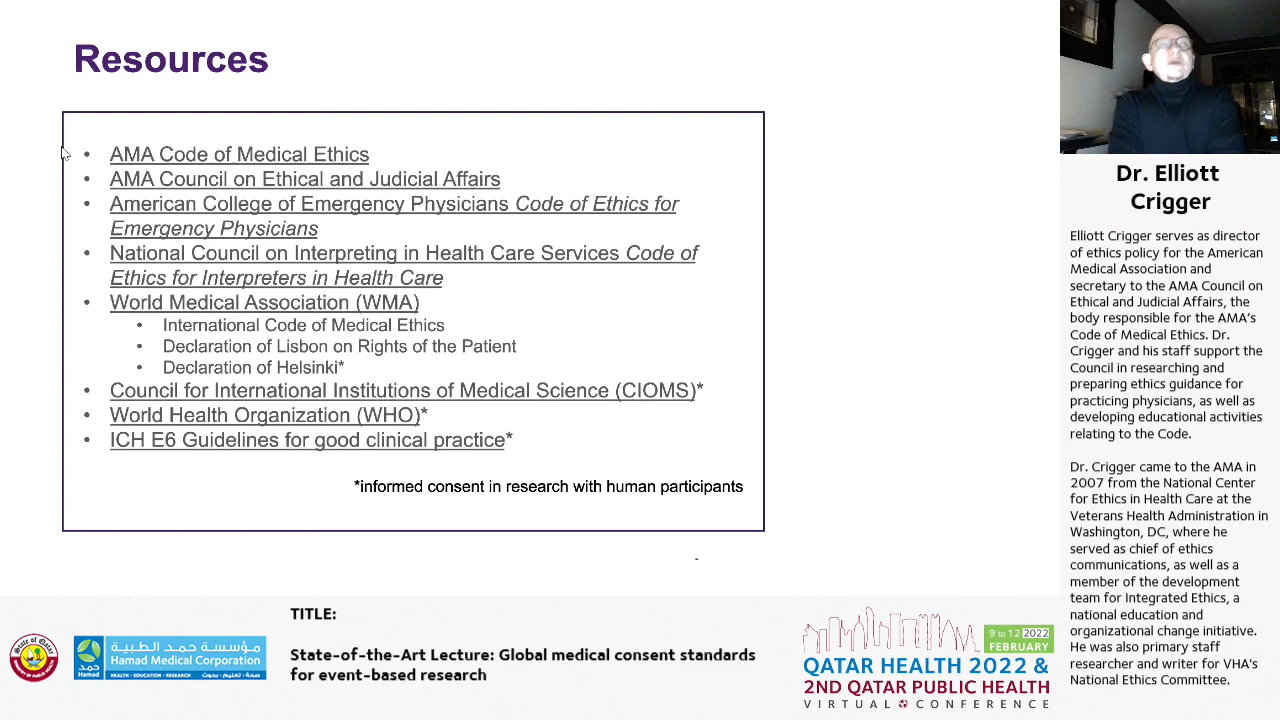 Resources
• AMA Code of Medical Ethics
• AMA Council on Ethical and Judicial Affairs
• American College of Emergency Physicians Code of Ethics for
Emergency Physicians
• National Council on Interpreting in Health Care Services Code of
Ethics for Interpreters in Health Care
• World Medical Association (WMA)
• International Code of Medical Ethics
• Declaration of Lisbon on Rights of the Patient
• Declaration of Helsinki*
• Council for International Institutions of Medical Science (CIOMS)*
• World Health Organization (WHO)*
• ICH E6 Guidelines for good clinical practice*
*informed consent in research with human participants
Dr. Elliott
Crigger
Elliott Crigger serves as director
of ethics policy for the American
Medical Association and
secretary to the AMA Council on
Ethical and Judicial Affairs, the
body responsible for the AMA's
Code of Medical Ethics. Dr.
Crigger and his staff support the
Council in researching and
preparing ethics guidance for
practicing physicians, as well as
developing educational activities
relating to the Code.
Dr. Crigger came to the AMA in
2007 from the National Center
for Ethics in Health Care at the
Veterans Health Administration in
Washington, DC, where he
served as chief of ethics
communications, as well as a
member of the development
team for Integrated Ethics, a
national education and
organizational change initiative.
He was also primary staff
researcher and writer for VHA's
National Ethics Committee.
State of Qatar
حمد
Hamad
مؤسسة حمد الطبية
Hamad Medical Corporation
HEALTH • EDUCATION • RESEARCH
صحة • تعليم • بحوث
TITLE:
State-of-the-Art Lecture: Global medical consent standards
for event-based research
9 to 12 2022
FEBRUARY
QATAR HEALTH 2022 &
2ND QATAR PUBLIC HEALTH
VIRTUAL CONFERENCE